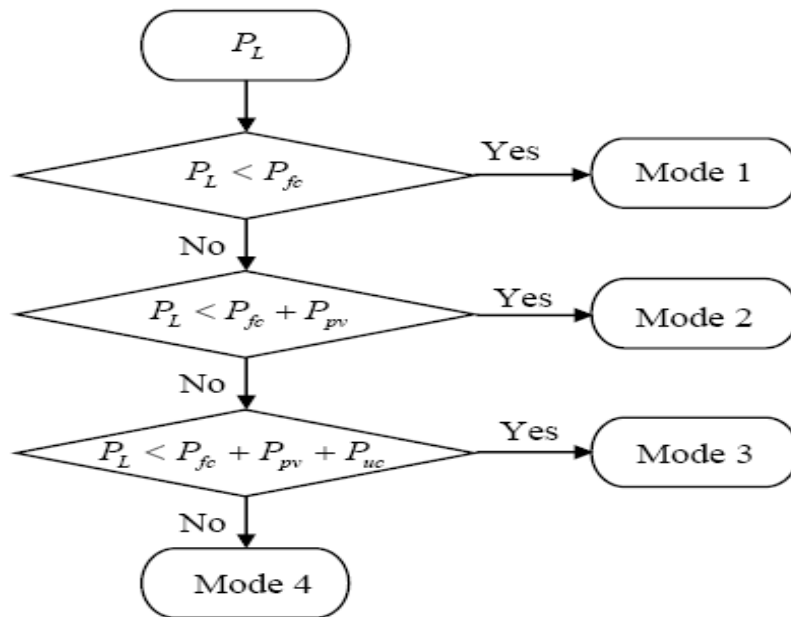 P_L
P_L < P_fc
Yes
Mode 1
No
P_L < P_fc + P_pv
Yes
Mode 2
No
P_L < P_fc + P_pv + P_uc
Yes
Mode 3
No
Mode 4